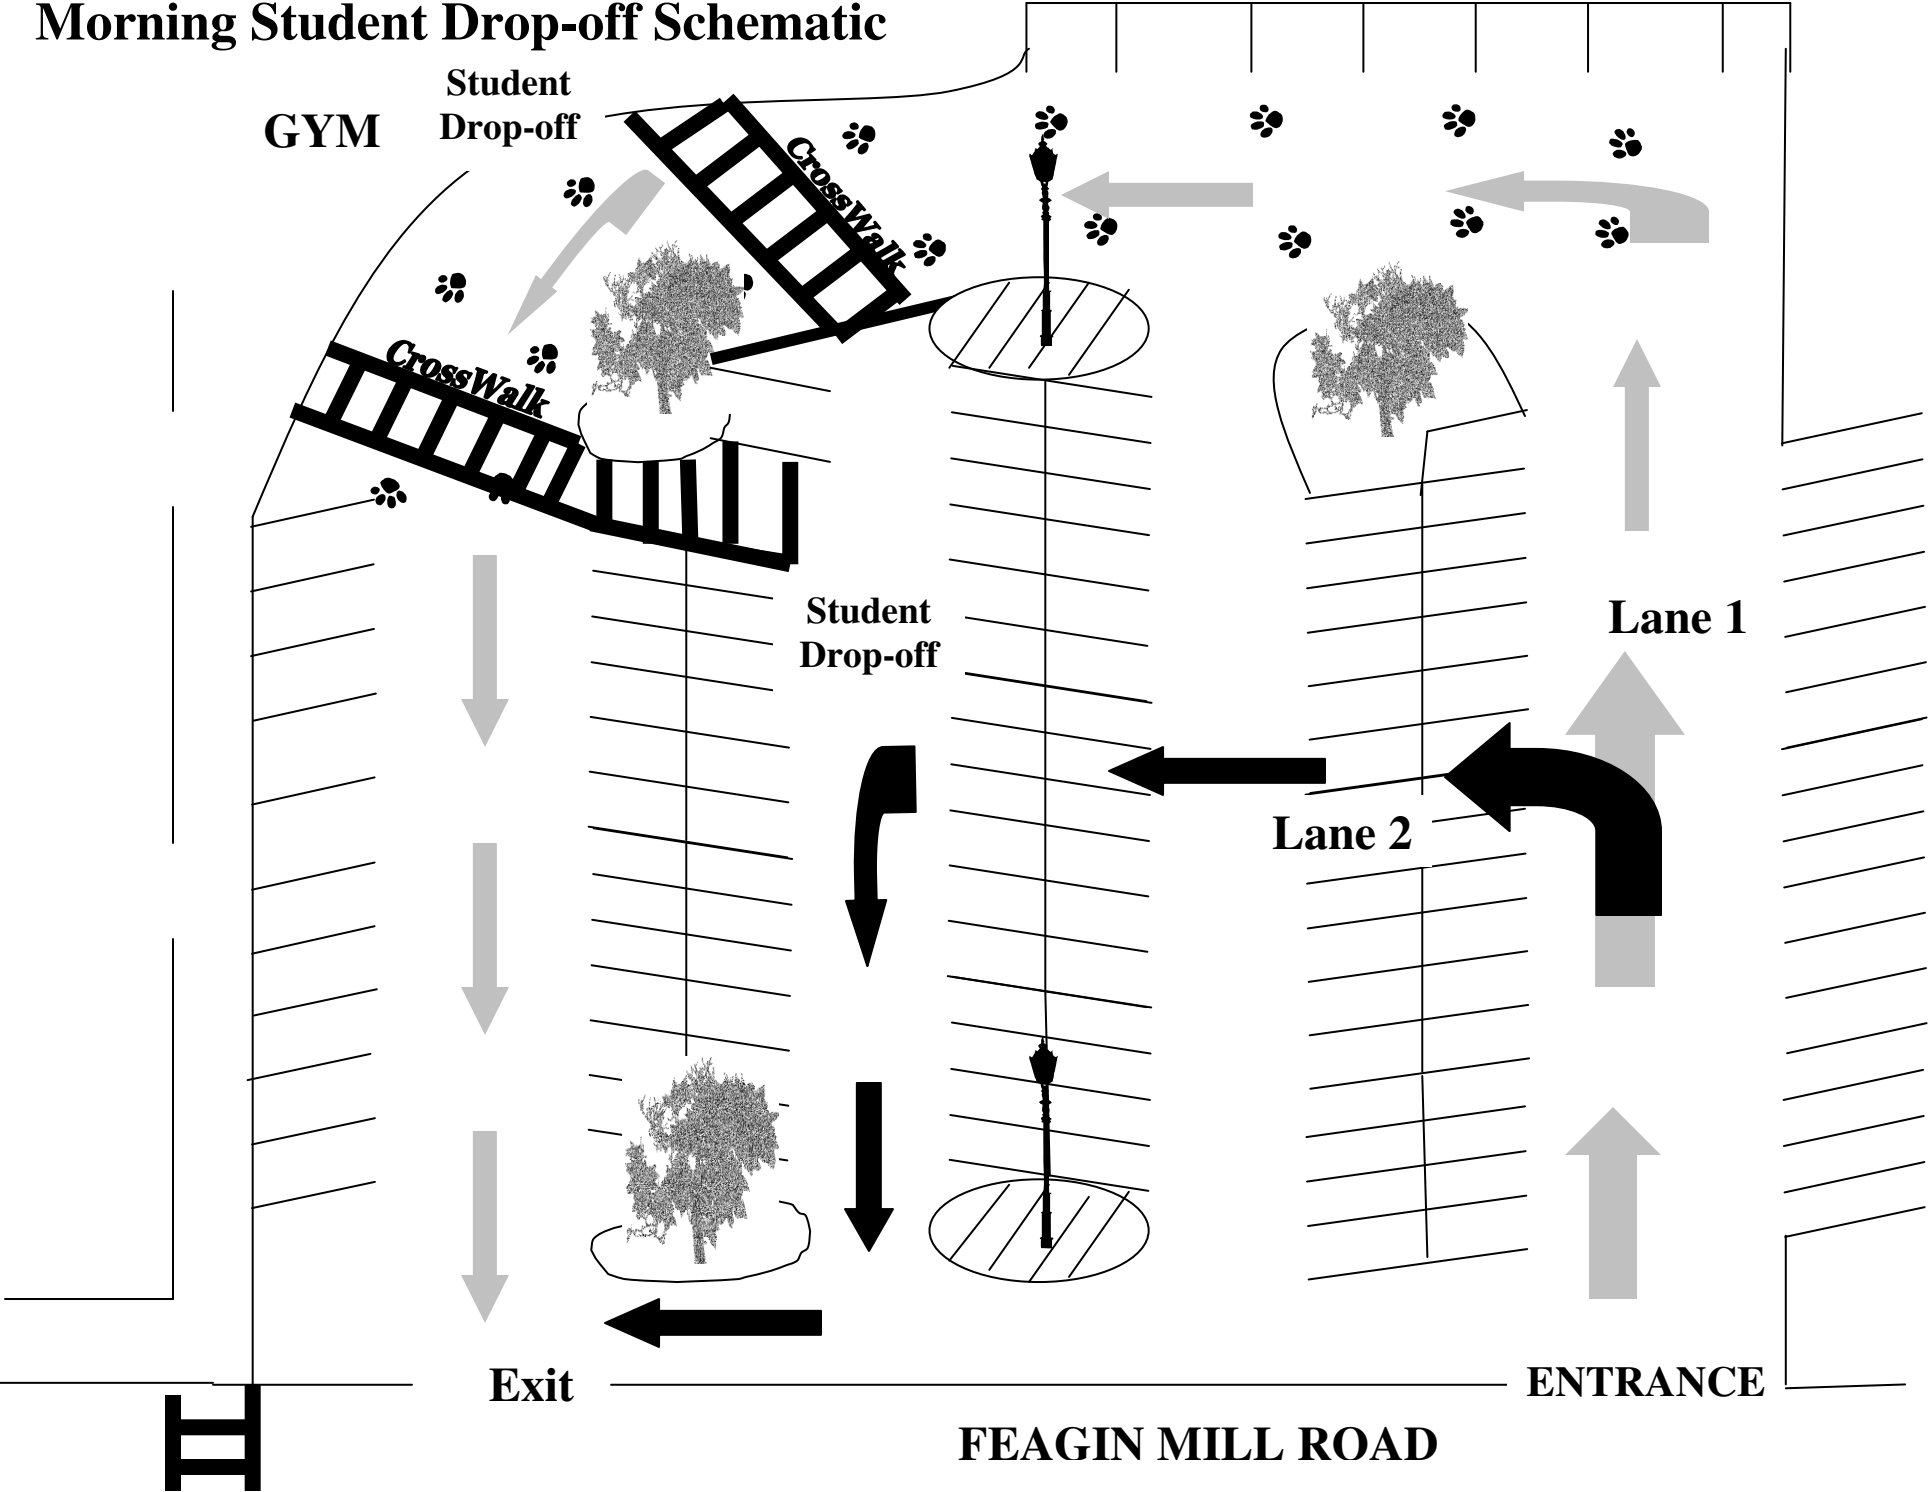 Morning Student Drop-off Schematic
Student
Drop-off
GYM
CrossWalk
CrossWalk
Student
Drop-off
Lane 1
Lane 2
Exit
ENTRANCE
FEAGIN MILL ROAD